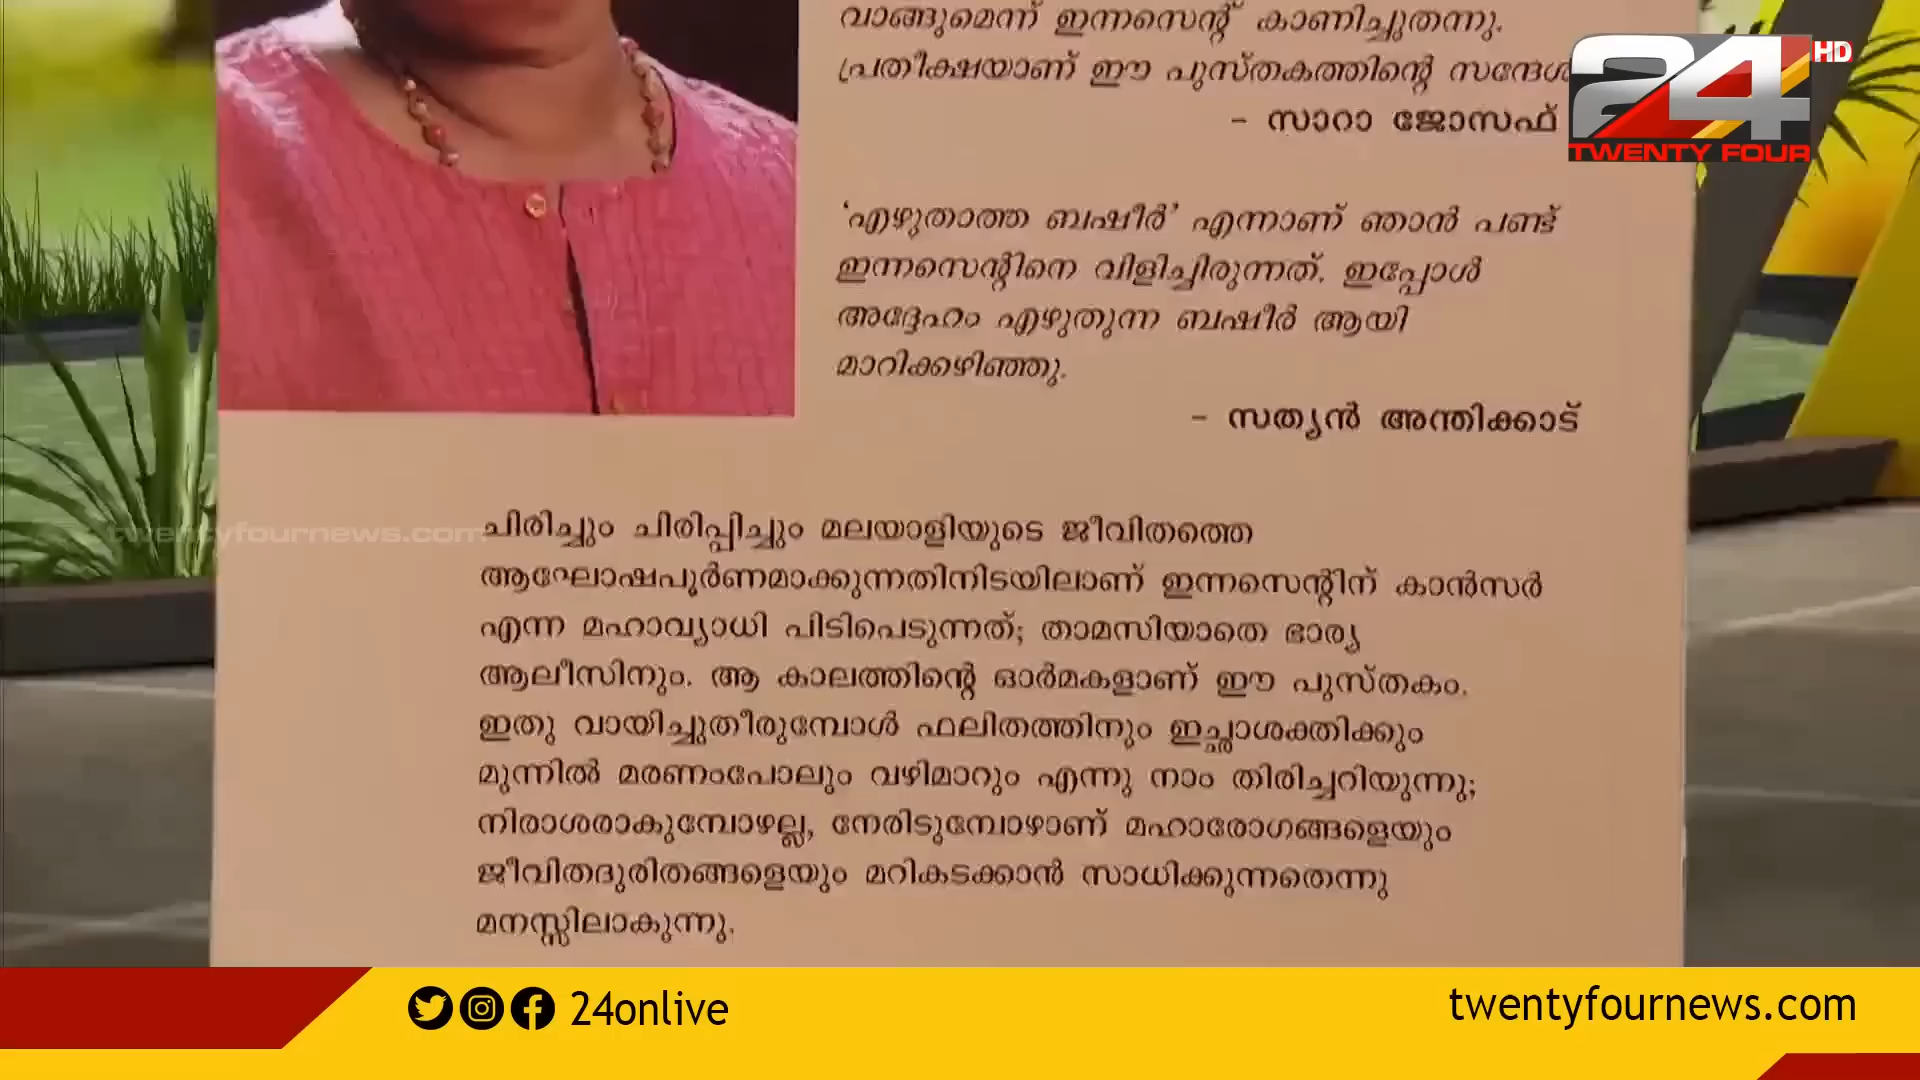 വാങ്ങുമെന്ന് ഇന്നസെന്റ് കാണിച്ചുതന്നു.
പ്രതീക്ഷയാണ് ഈ പുസ്തകത്തിന്റെ
– സാറാ ജോസഫ്
24 HD
TWENTY FOUR
‘എഴുതാത്ത ബഷീർ’ എന്നാണ് ഞാൻ പണ്ട്
ഇന്നസെന്റിനെ വിളിച്ചിരുന്നത്. ഇപ്പോൾ
അദ്ദേഹം എഴുതുന്ന ബഷീർ ആയി
മാറിക്കഴിഞ്ഞു.
– സത്യൻ അന്തിക്കാട്
twentyfournews.com
ചിരിച്ചും ചിരിപ്പിച്ചും മലയാളിയുടെ ജീവിതത്തെ
ആഘോഷപൂർണമാക്കുന്നതിനിടയിലാണ് ഇന്നസെന്റിന് കാൻസർ
എന്ന മഹാവ്യാധി പിടിപെടുന്നത്; താമസിയാതെ ഭാര്യ
ആലീസിനും. ആ കാലത്തിന്റെ ഓർമകളാണ് ഈ പുസ്തകം.
ഇതു വായിച്ചുതീരുമ്പോൾ ഫലിതത്തിനും ഇച്ഛാശക്തിക്കും
മുന്നിൽ മരണംപോലും വഴിമാറും എന്നു നാം തിരിച്ചറിയുന്നു;
നിരാശരാകുമ്പോഴല്ല, നേരിടുമ്പോഴാണ് മഹാരോഗങ്ങളെയും
ജീവിതദുരിതങ്ങളെയും മറികടക്കാൻ സാധിക്കുന്നതെന്നു
മനസ്സിലാകുന്നു.
24onlive
twentyfournews.com